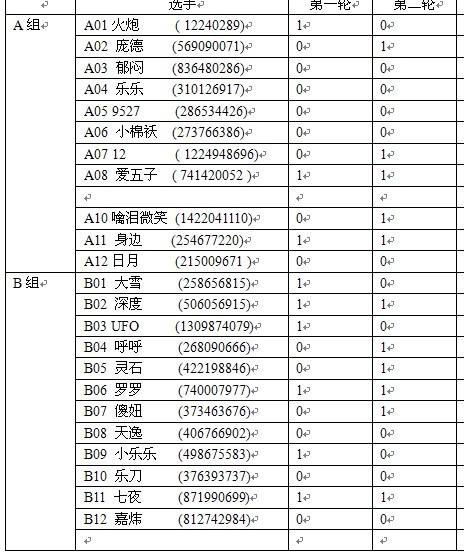 选手 第一轮 第二轮
A 组 A01 火炮 ( 12240289) 1 0
A02 庞德 (569090071) 0 1
A03 郁闷 (836480286) 0 0
A04 乐乐 (310126917) 0 0
A05 9527 (286534426) 0 0
A06 小棉袄 (273766386) 0 0
A07 12 ( 1224948696) 0 1
A08 爱五子 ( 741420052 ) 1 1
A10 噙泪微笑 (1422041110) 0 1
A11 身边 (254677220) 1 1
A12 日月 (215009671 ) 0 0
B 组 B01 大雪 (258656815) 1 0
B02 深度 (506056915) 1 1
B03 UFO (1309874079) 1 0
B04 呼呼 (268090666) 0 1
B05 灵石 (422198846) 0 1
B06 罗罗 (740007977) 1 1
B07 傻妞 (373463676) 0 1
B08 天逸 (406766902) 0 0
B09 小乐乐 (498675583) 1 0
B10 乐刀 (376393737) 0 0
B11 七夜 (871990699) 1 1
B12 嘉炜 (812742984) 0 0